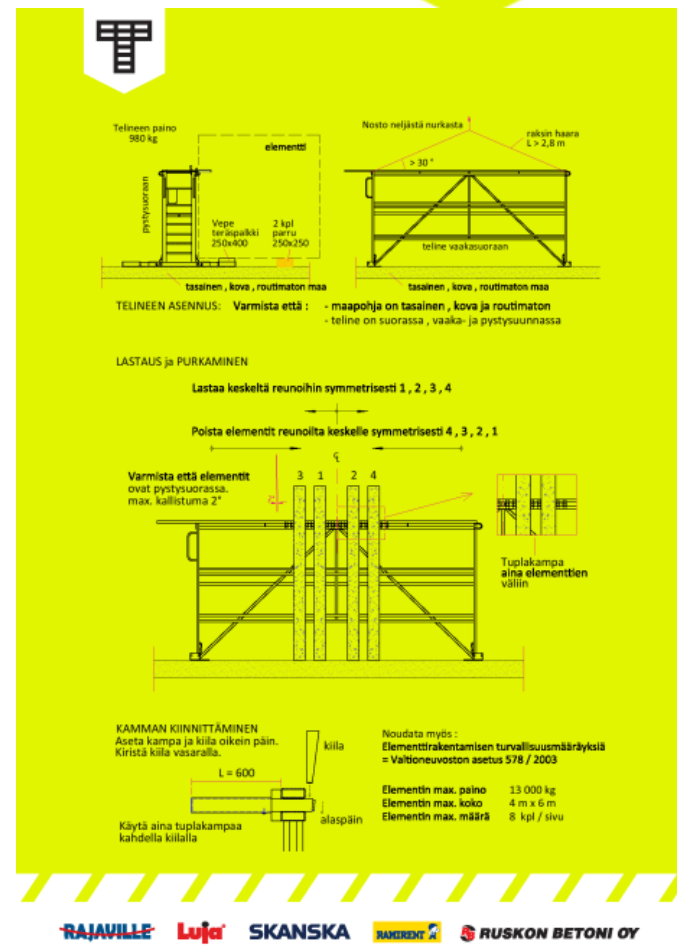 Telineen paino
980 kg
elementti
pystysuoraan
Vepe
teräspalkki
250x400
2 kpl
parru
250x250
tasainen , kova , routimaton maa
Nosto neljästä nurkasta
raksin haara
L > 2,8 m
> 30 °
teline vaakasuoraan
tasainen , kova , routimaton maa
TELINEEN ASENNUS: Varmista että : - maapohja on tasainen , kova ja routimaton
- teline on suorassa , vaaka- ja pystysuunnassa
LASTAUS ja PURKAMINEN
Lastaa keskeltä reunoihin symmetrisesti 1 , 2 , 3 , 4
Poista elementit reunoilta keskelle symmetrisesti 4 , 3 , 2 , 1
Varmista että elementit
ovat pystysuorassa.
max. kallistuma 2°
2°
3 1 2 4
Tuplakampa
aina elementtien
väliin
KAMMAN KIINNITTÄMINEN
Aseta kampa ja kiila oikein päin.
Kiristä kiila vasaralla.
L = 600
kiila
alaspäin
Käytä aina tuplakampaa
kahdella kiilalla
Noudata myös :
Elementtirakentamisen turvallisuusmääräyksiä
= Valtioneuvoston asetus 578 / 2003
Elementin max. paino 13 000 kg
Elementin max. koko 4 m x 6 m
Elementin max. määrä 8 kpl / sivu
RAJAVILLE Luja SKANSKA RAMIRENT RUSKON BETONI OY